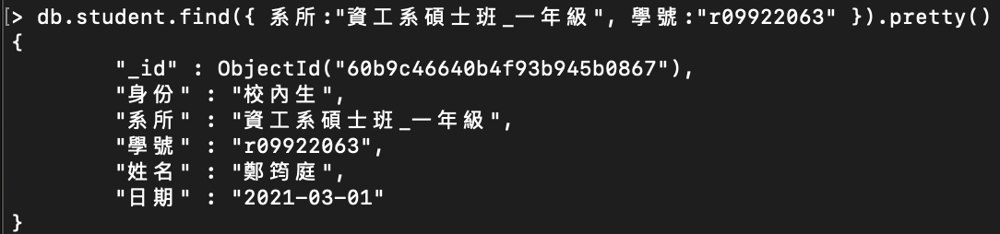 [> db.student.find({ 系所:"資工系碩士班_一年級", 學號:"r09922063" }).pretty()
{
"_id" : ObjectId("60b9c46640b4f93b945b0867"),
"身份" : "校內生",
"系所" : "資工系碩士班_一年級",
"學號" : "r09922063",
"姓名" : "鄭筠庭",
"日期" : "2021-03-01"
}